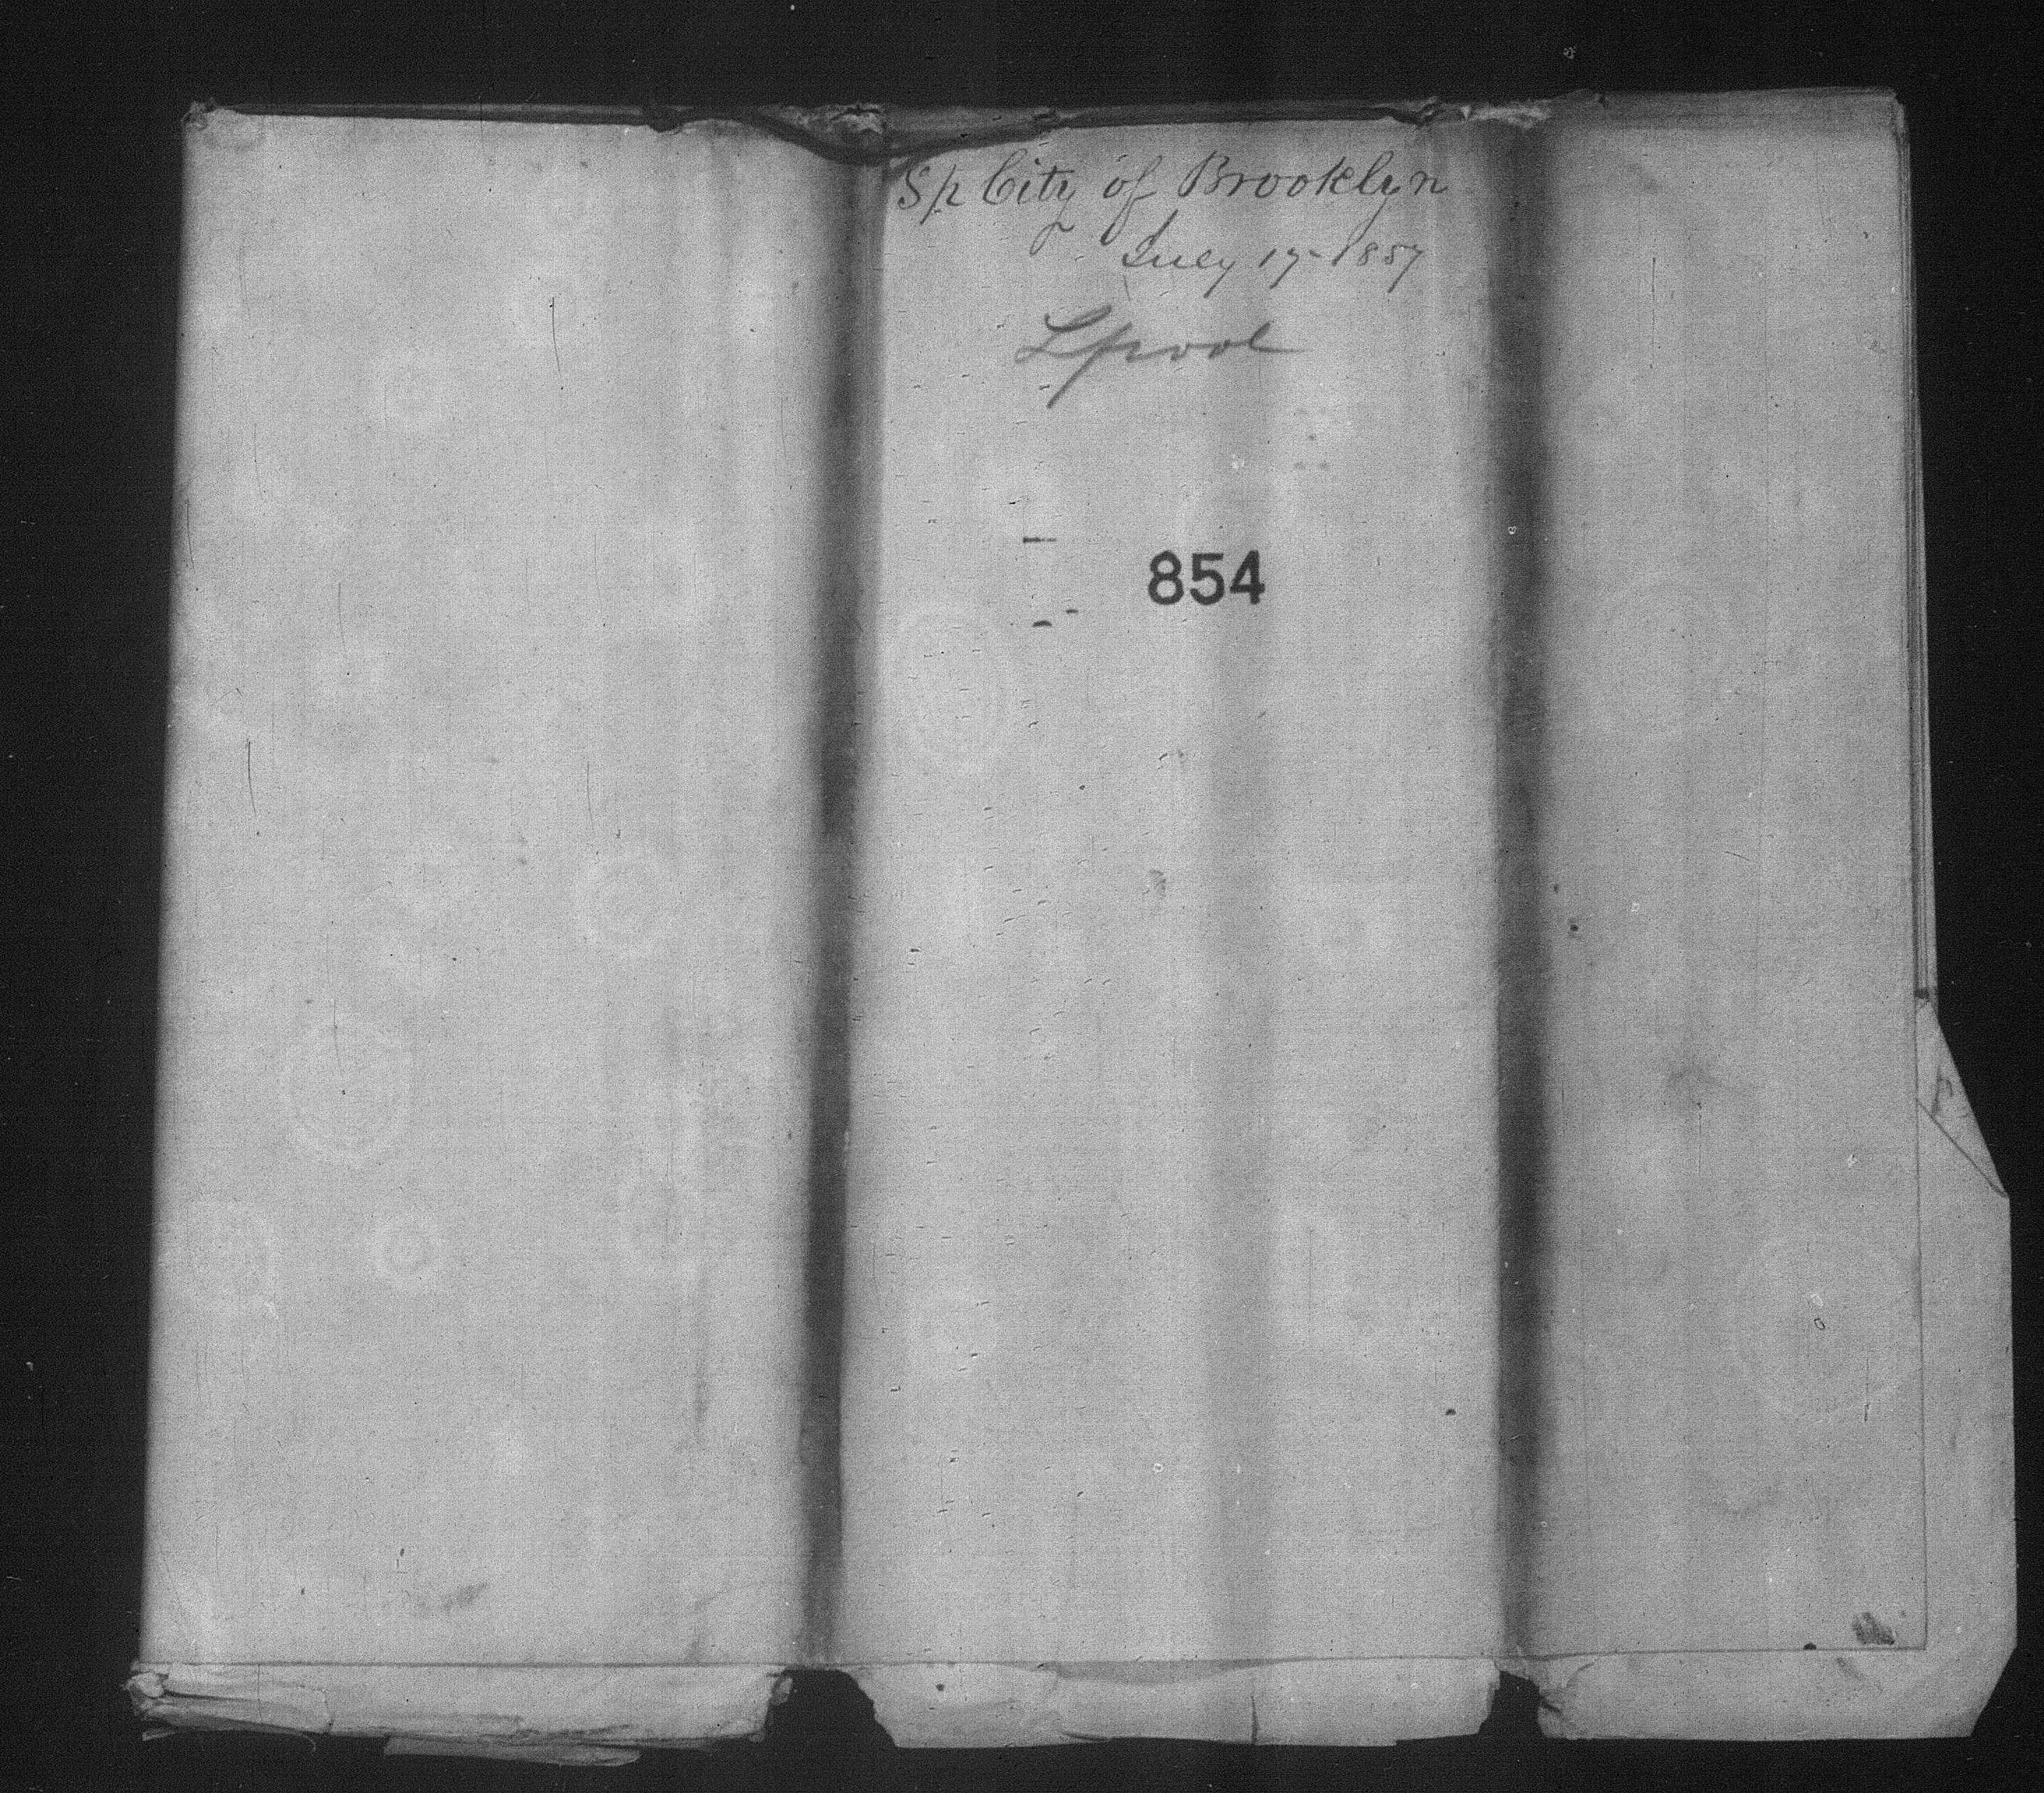 Sp City of Brooklyn
July 17-1857
Lpool
854